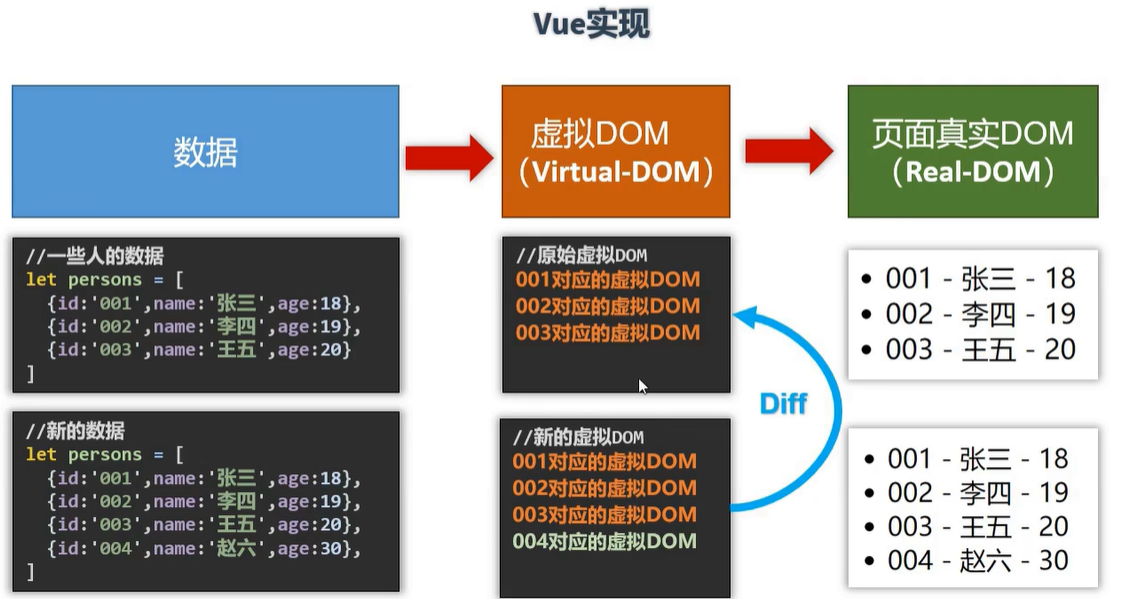 Vue实现
数据
虚拟DOM
（Virtual-DOM）
页面真实DOM
（Real-DOM）
//一些人的数据
let persons = [
{id:'001',name:'张三',age:18},
{id:'002',name:'李四',age:19},
{id:'003',name:'王五',age:20}
]
//原始虚拟DOM
001对应的虚拟DOM
002对应的虚拟DOM
003对应的虚拟DOM
• 001 - 张三 - 18
• 002 - 李四 - 19
• 003 - 王五 - 20
Diff
//新的数据
let persons = [
{id:'001',name:'张三',age:18},
{id:'002',name:'李四',age:19},
{id:'003',name:'王五',age:20},
{id:'004',name:'赵六',age:30},
]
//新的虚拟DOM
001对应的虚拟DOM
002对应的虚拟DOM
003对应的虚拟DOM
004对应的虚拟DOM
• 001 - 张三 - 18
• 002 - 李四 - 19
• 003 - 王五 - 20
• 004 - 赵六 - 30